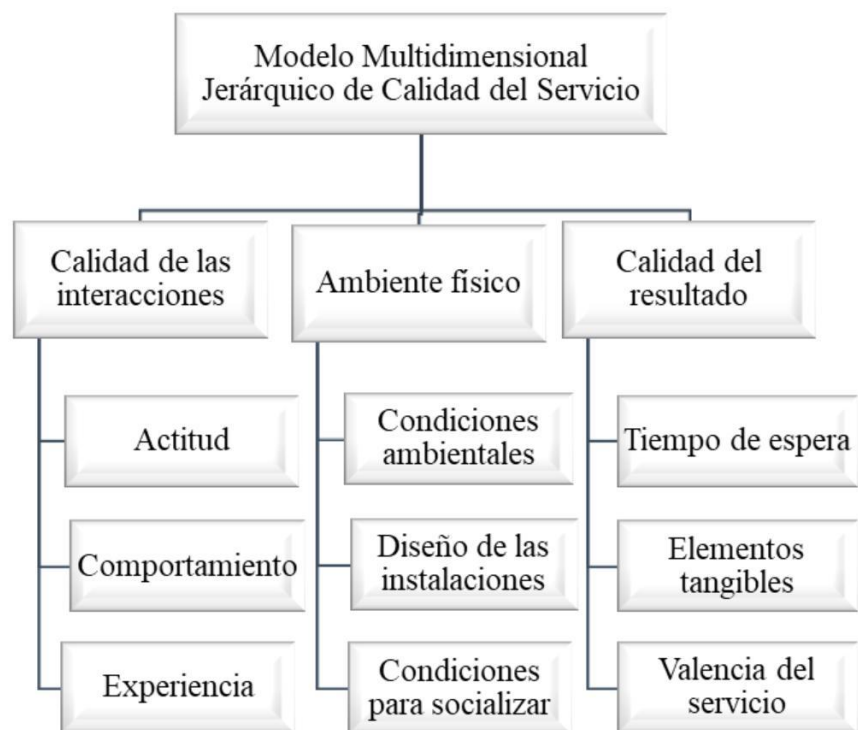 Modelo Multidimensional
Jerárquico de Calidad del Servicio
Calidad de las
interacciones
Actitud
Comportamiento
Experiencia
Ambiente físico
Condiciones
ambientales
Diseño de las
instalaciones
Condiciones
para socializar
Calidad del
resultado
Tiempo de espera
Elementos
tangibles
Valencia del
servicio